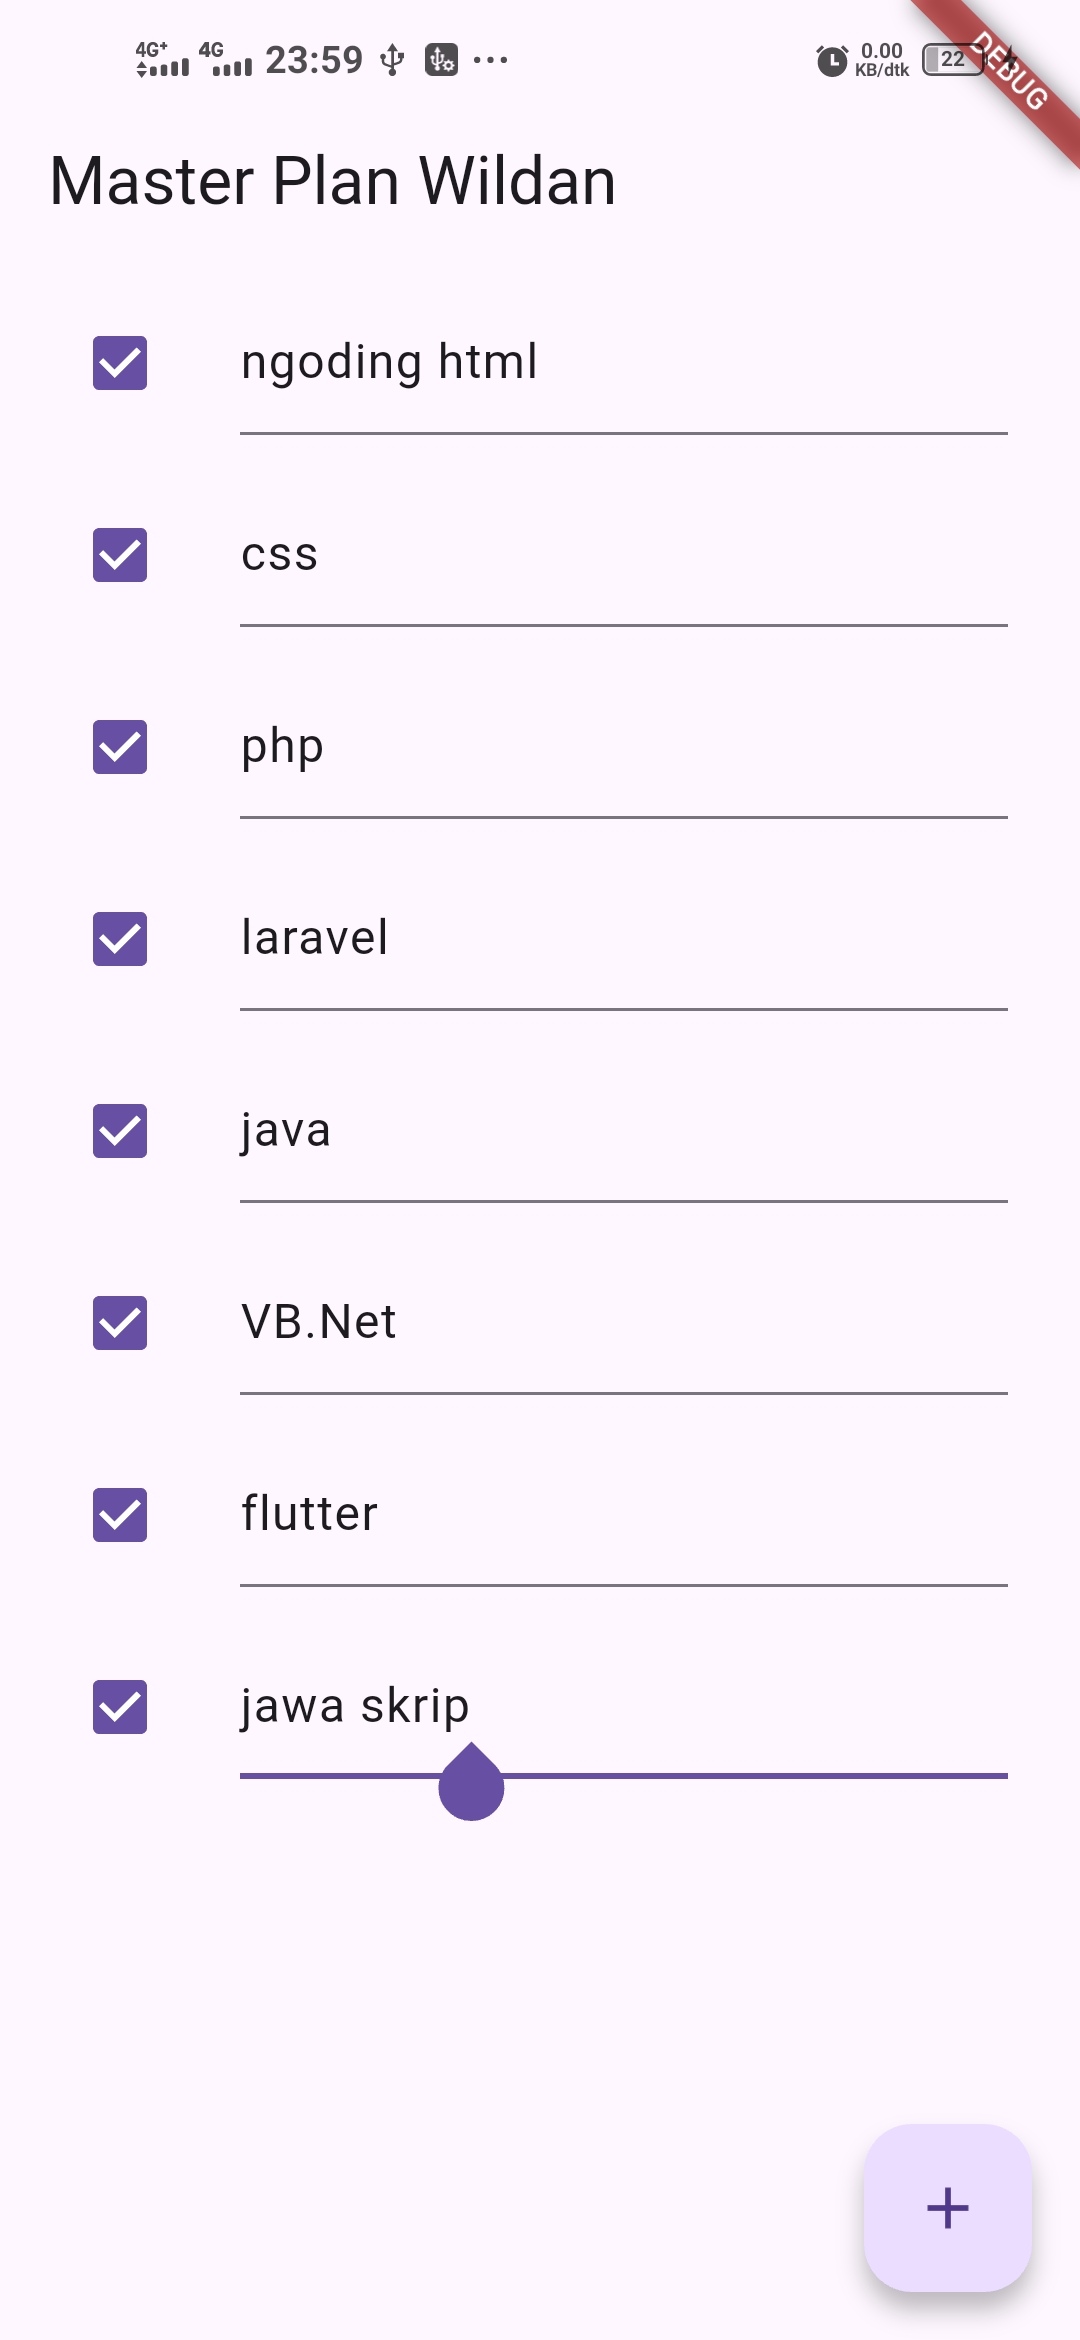 4G+ 4G 23:59 0.00 KB/dtk 22
DEBUG
Master Plan Wildan
ngoding html
css
php
laravel
java
VB.Net
flutter
jawa skrip